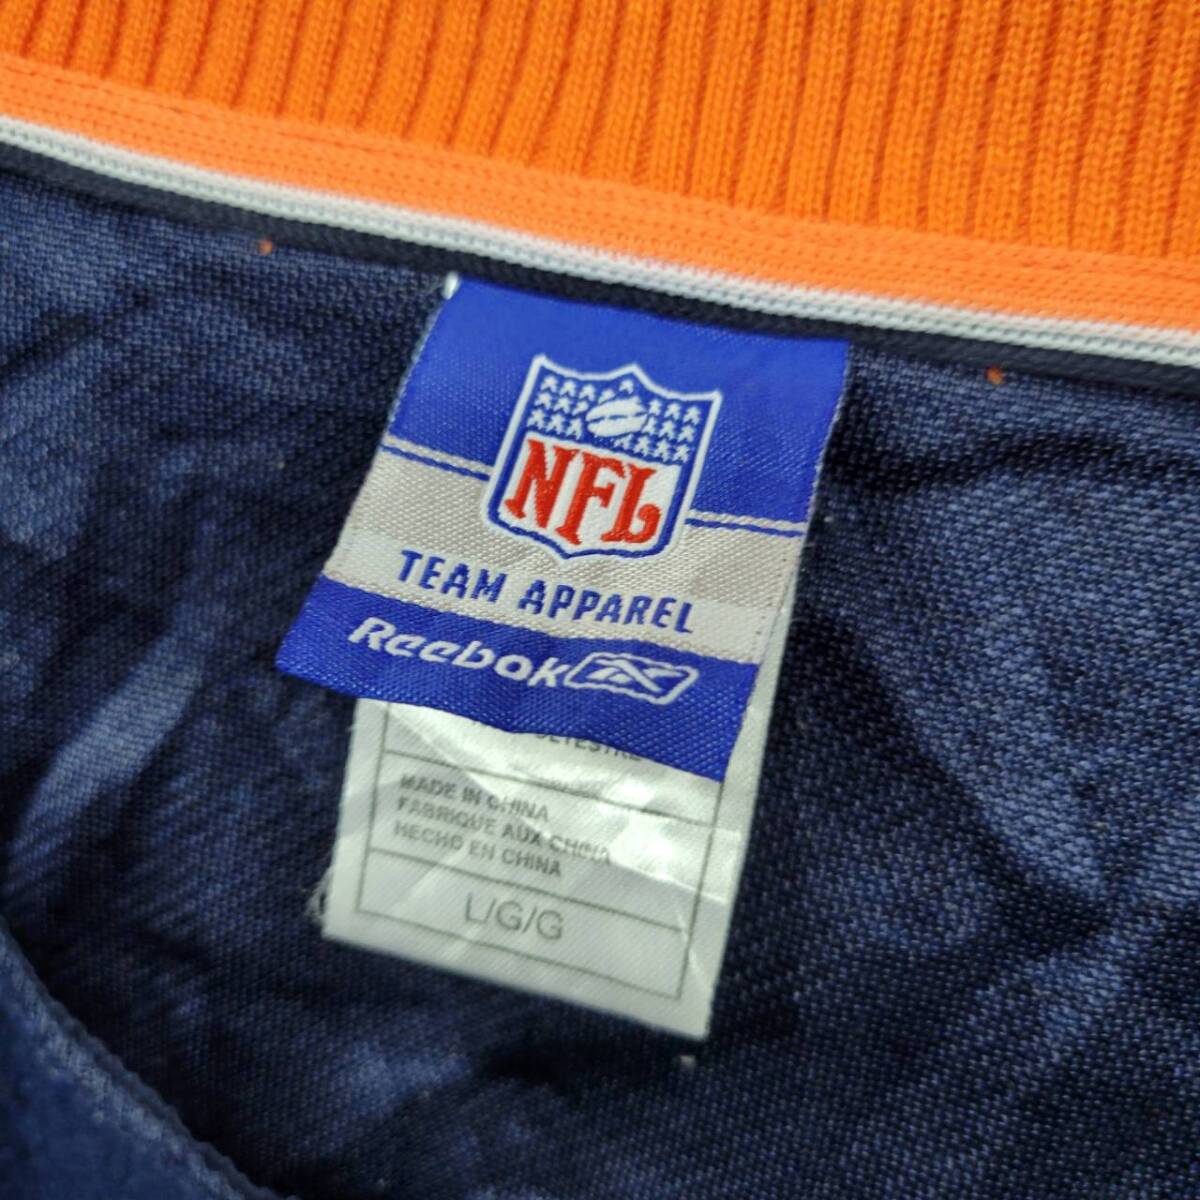 NFL
TEAM APPAREL
Reebok
MADE IN CHINA
FABRIQUE AUX CHINA
HECHO EN CHINA
L/G/G